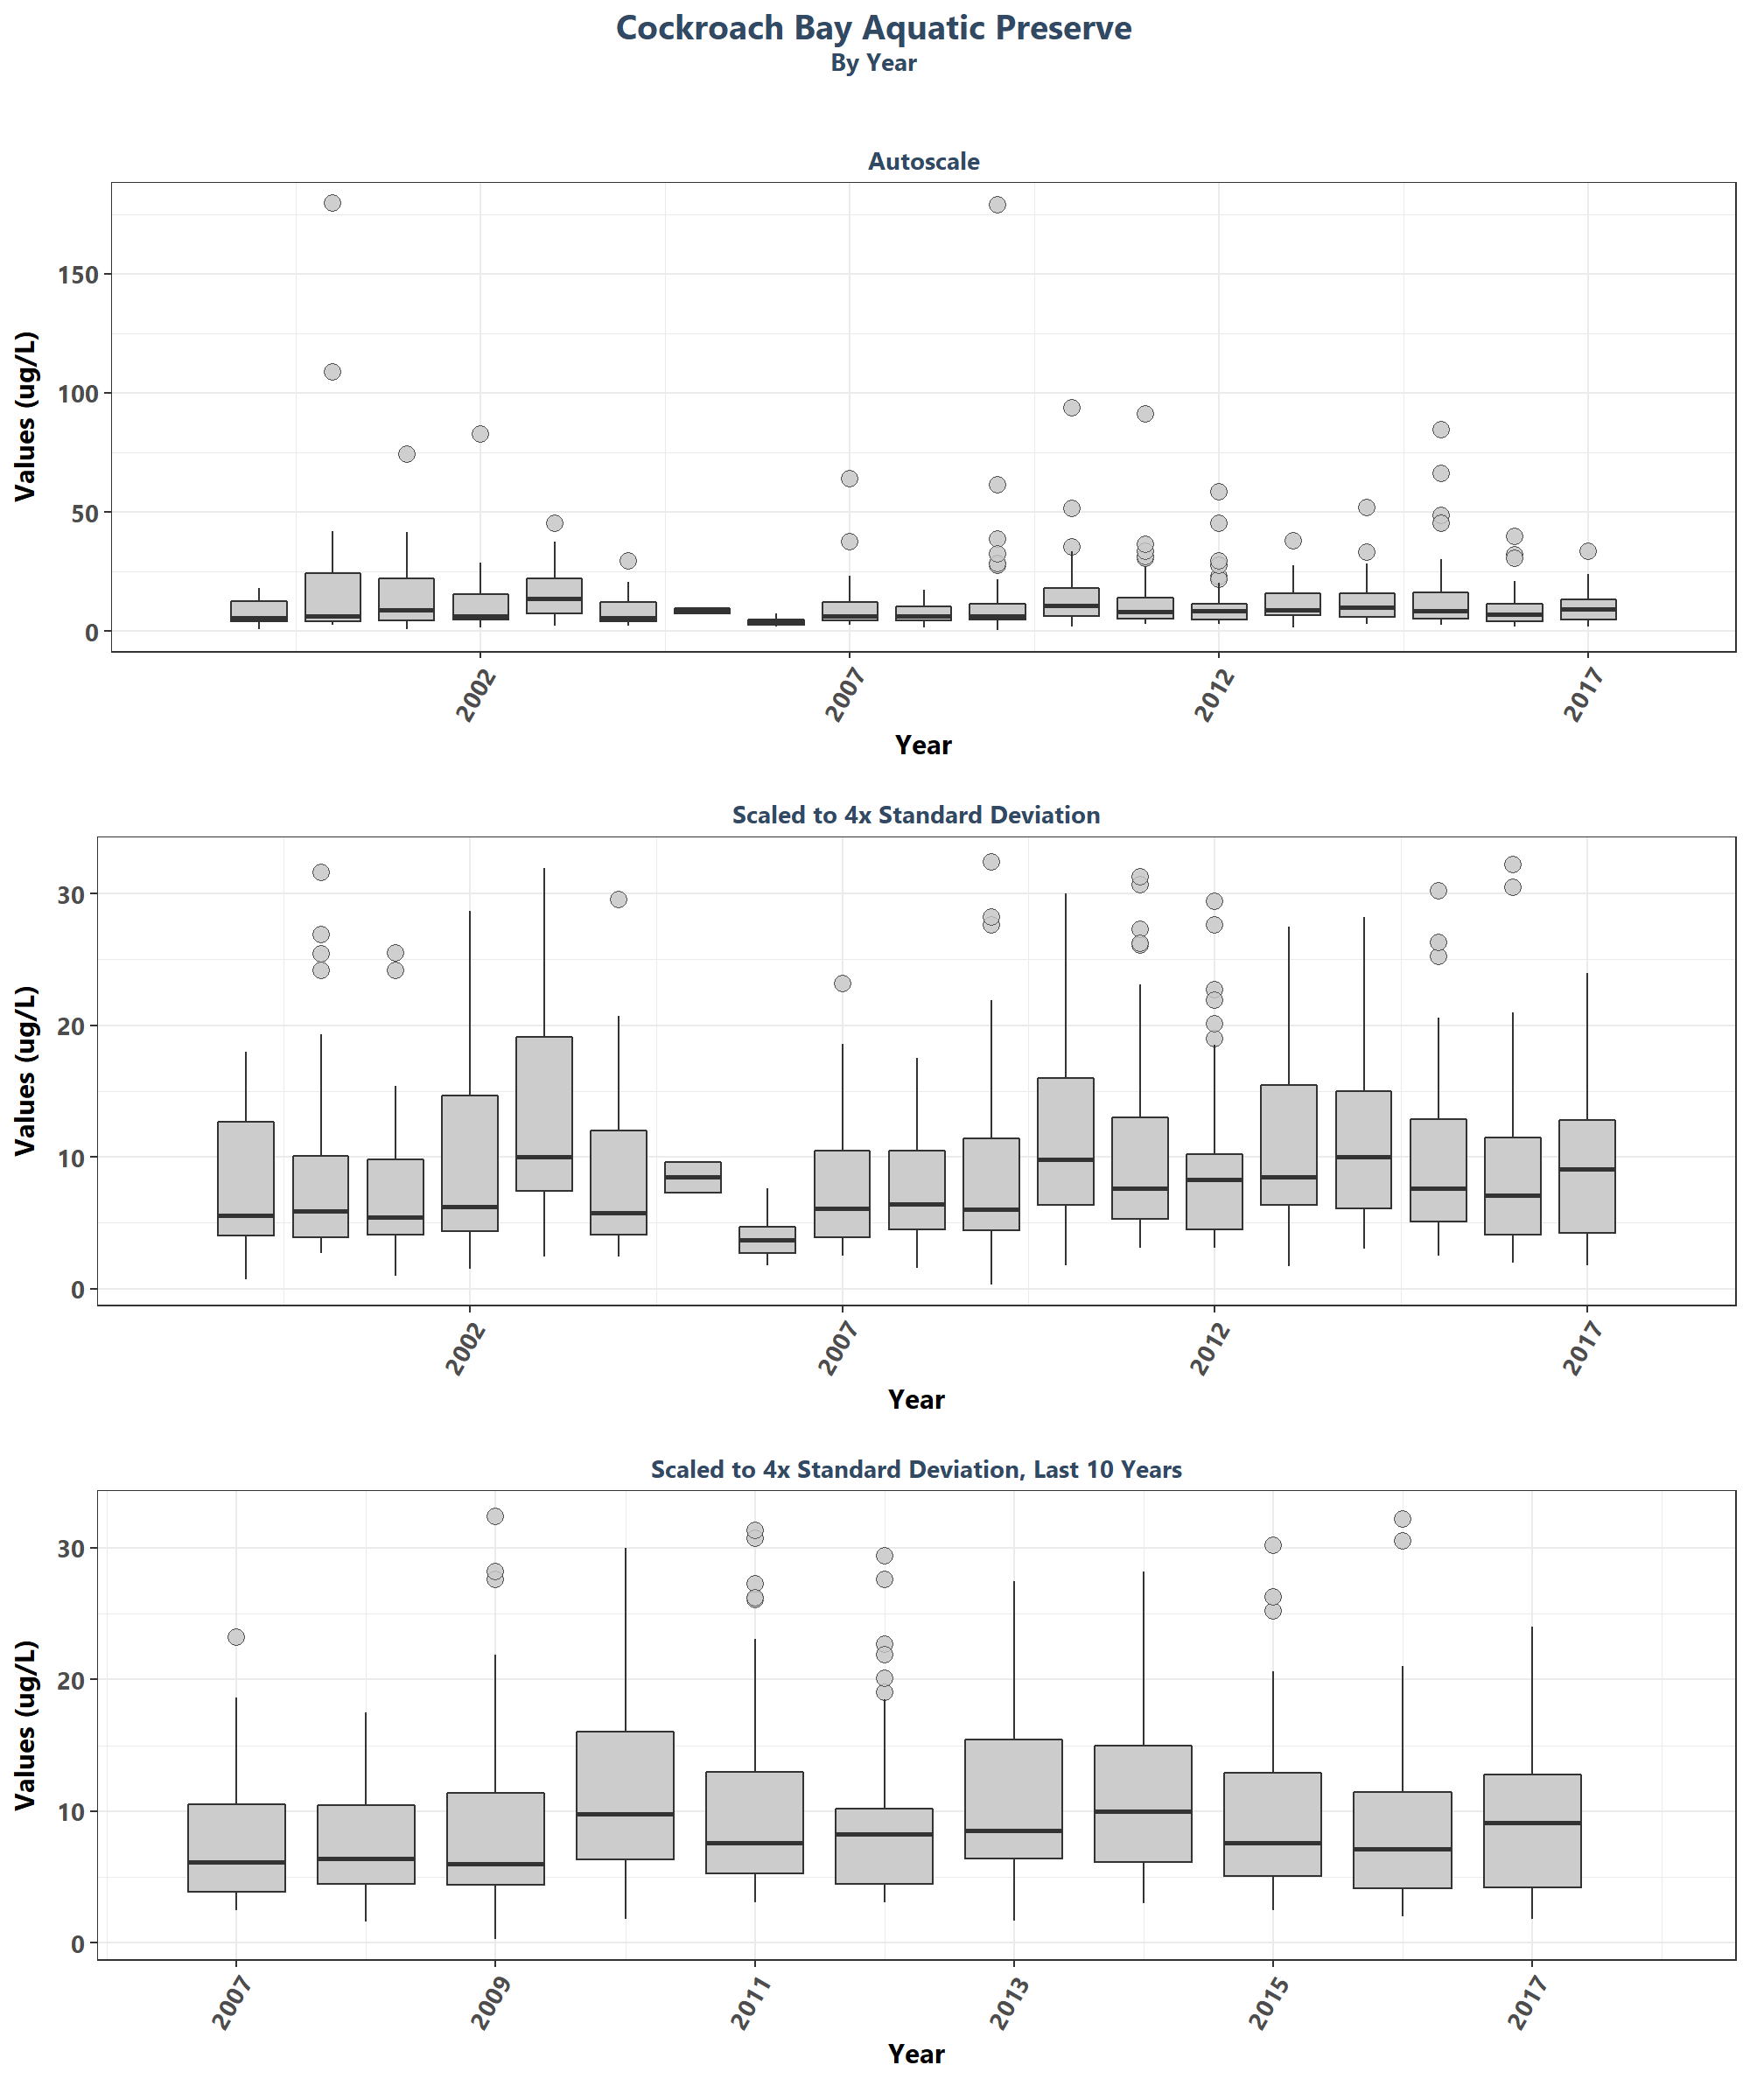 Cockroach Bay Aquatic Preserve
By Year
Autoscale
Values (ug/L)
150
100
50
0
2002
2007
2012
2017
Year
Scaled to 4x Standard Deviation
Values (ug/L)
30
20
10
0
2002
2007
2012
2017
Year
Scaled to 4x Standard Deviation, Last 10 Years
Values (ug/L)
30
20
10
0
2007
2009
2011
2013
2015
2017
Year